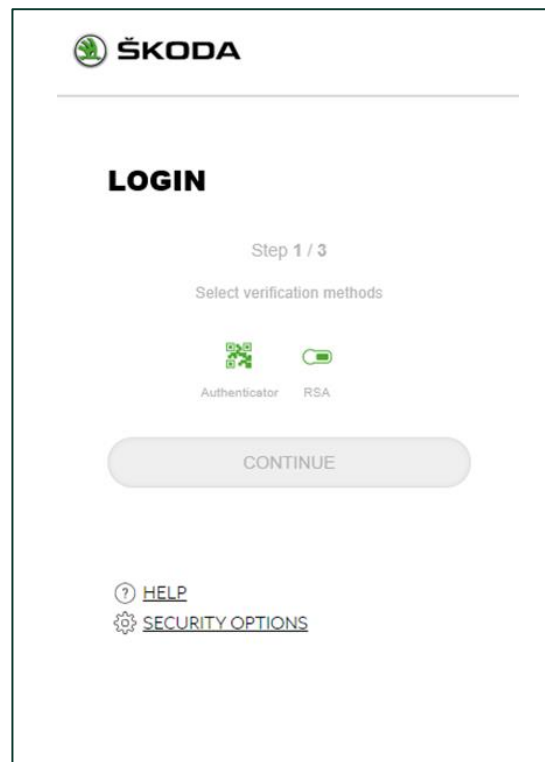 ŠKODA
LOGIN
Step 1 / 3
Select verification methods
Authenticator RSA
CONTINUE
HELP
SECURITY OPTIONS